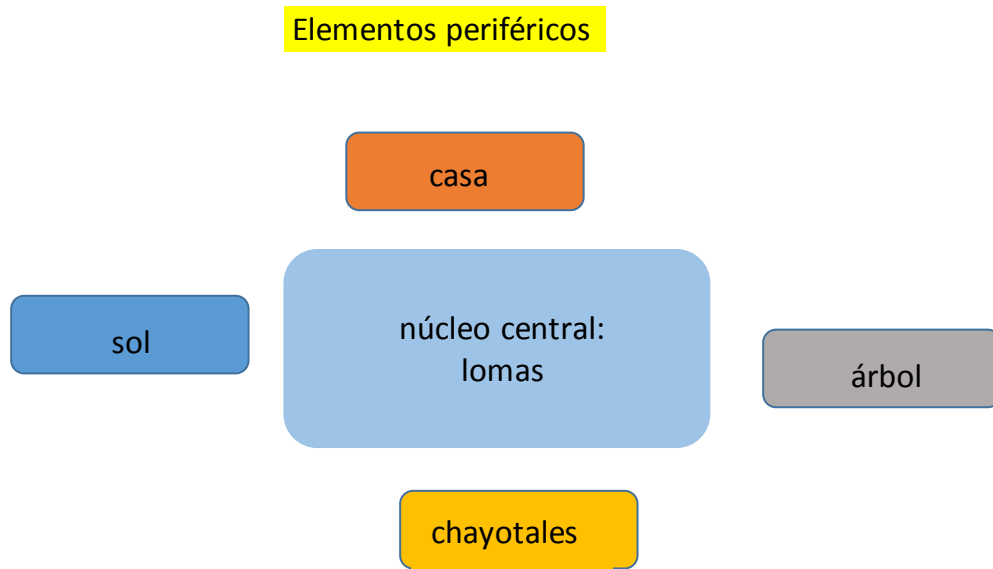 Elementos periféricos
casa
sol
núcleo central:
lomas
árbol
chayotales